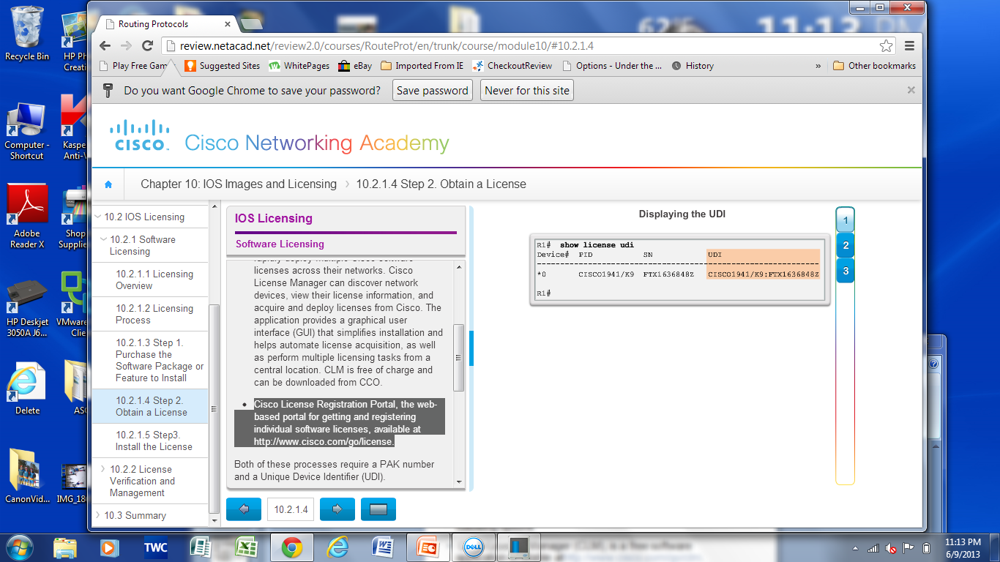 Recycle Bin
HP Ph
Creati
Computer -
Shortcut
Kaspe
Anti-V
Adobe
Reader X
Shop
Supplie
HP Deskjet
3050A J6...
VMware
Clie
Delete
ASC
CanonVid...
IMG_180
Routing Protocols
11:13 PM
review.netacad.net/review2.0/courses/RouteProt/en/trunk/course/module10/#10.2.1.4
Play Free Gam
Suggested Sites
WhitePages
eBay
Imported From IE
CheckoutReview
Options - Under the ...
History
»
Other bookmarks
Do you want Google Chrome to save your password?
Save password
Never for this site
CISCO
Cisco Networking Academy
Chapter 10: IOS Images and Licensing
10.2.1.4 Step 2. Obtain a License
10.2 IOS Licensing
10.2.1 Software
Licensing
10.2.1.1 Licensing
Overview
10.2.1.2 Licensing
Process
10.2.1.3 Step 1.
Purchase the
Software Package or
Feature to Install
10.2.1.4 Step 2.
Obtain a License
10.2.1.5 Step3.
Install the License
10.2.2 License
Verification and
Management
10.3 Summary
IOS Licensing
Software Licensing
rapidly deploy multiple Cisco software
licenses across their networks. Cisco
License Manager can discover network
devices, view their license information, and
acquire and deploy licenses from Cisco. The
application provides a graphical user
interface (GUI) that simplifies installation and
helps automate license acquisition, as well
as perform multiple licensing tasks from a
central location. CLM is free of charge and
can be downloaded from CCO.
• Cisco License Registration Portal, the web-
based portal for getting and registering
individual software licenses, available at
http://www.cisco.com/go/license.
Both of these processes require a PAK number
and a Unique Device Identifier (UDI).
10.2.1.4
Displaying the UDI
R1# show license udi
Device# PID SN UDI
*0 CISCO1941/K9 FTX1636848Z CISCO1941/K9:FTX1636848Z
R1#
1
2
3
TWC
DELL
11:13 PM
6/9/2013